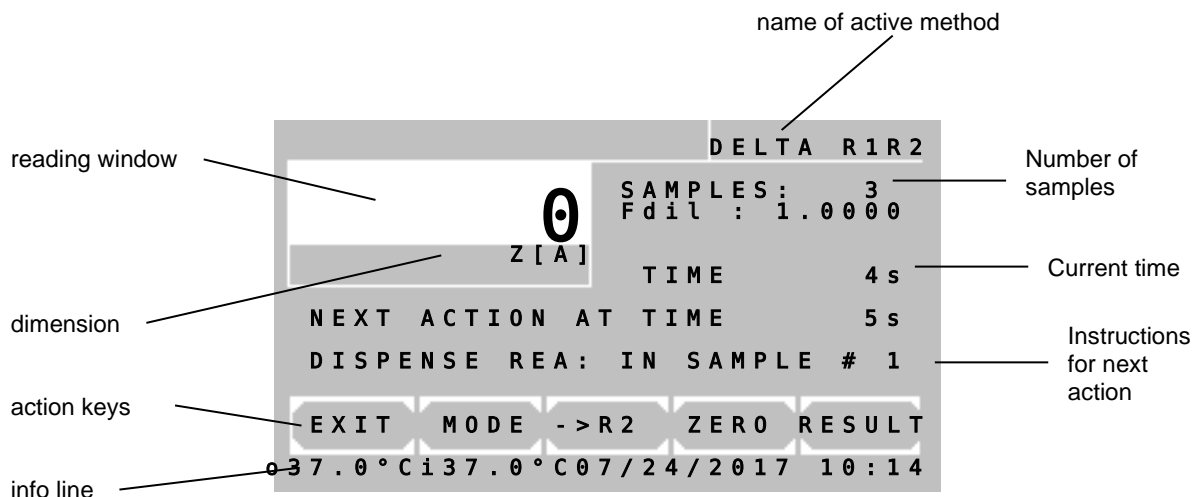 name of active method
DELTA R1R2
reading window
Number of
samples
SAMPLES: 3
Fdil : 1.0000
0
Z[A]
TIME 4s
Current time
dimension
NEXT ACTION AT TIME 5s
DISPENSE REA: IN SAMPLE # 1
Instructions
for next
action
action keys
EXIT MODE ->R2 ZERO RESULT
o37.0°Ci37.0°C07/24/2017 10:14
info line